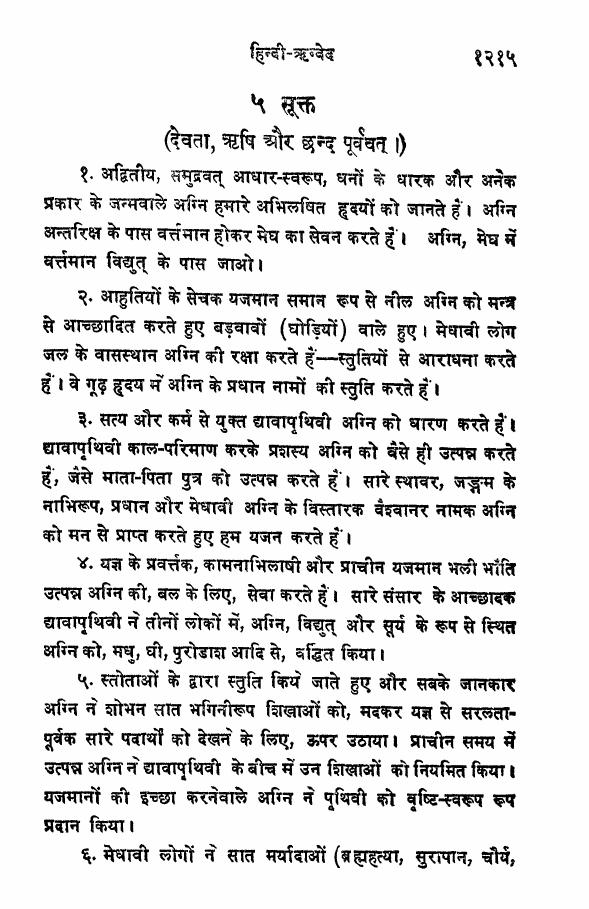 हिन्दी-ऋग्वेद १२१५
५ सूक्त
(देवता, ऋषि और छन्द पूर्ववत् ।)
१. अद्वितीय, समुद्रवत् आधार-स्वरूप, धनों के धारक और अनेक
प्रकार के जन्मवाले अग्नि हमारे अभिलषित हृदयों को जानते हैं। अग्नि
अन्तरिक्ष के पास वर्त्तमान होकर मेघ का सेवन करते हैं। अग्नि, मेघ में
वर्त्तमान विद्युत् के पास जाओ।
२. आहुतियों के सेचक यजमान समान रूप से नील अग्नि को मन्त्र
से आच्छादित करते हुए बड़वाबों (घोड़ियों) वाले हुए। मेधावी लोग
जल के वासस्थान अग्नि की रक्षा करते हैं—स्तुतियों से आराधना करते
हैं। वे गूढ़ हृदय में अग्नि के प्रधान नामों की स्तुति करते हैं।
३. सत्य और कर्म से युक्त द्यावापृथिवी अग्नि को धारण करते हैं।
द्यावापृथिवी काल-परिमाण करके प्रशस्य अग्नि को वैसे ही उत्पन्न करते
हैं, जैसे माता-पिता पुत्र को उत्पन्न करते हैं। सारे स्थावर, जङ्गम के
नाभिरूप, प्रधान और मेधावी अग्नि के विस्तारक वैश्वानर नामक अग्नि
को मन से प्राप्त करते हुए हम यजन करते हैं।
४. यज्ञ के प्रवर्त्तक, कामनाभिलाषी और प्राचीन यजमान भली भाँति
उत्पन्न अग्नि की, बल के लिए, सेवा करते हैं। सारे संसार के आच्छादक
द्यावापृथिवी ने तीनों लोकों में, अग्नि, विद्युत् और सूर्य के रूप से स्थित
अग्नि को, मधु, घी, पुरोडाश आदि से, वर्द्धित किया।
५. स्तोताओं के द्वारा स्तुति किये जाते हुए और सबके जानकार
अग्नि ने शोभन सात भगिनीरूप शिखाओं को, मदकर यज्ञ से सरलता-
पूर्वक सारे पदार्थों को देखने के लिए, ऊपर उठाया। प्राचीन समय में
उत्पन्न अग्नि ने द्यावापृथिवी के बीच में उन शिखाओं को नियमित किया।
यजमानों की इच्छा करनेवाले अग्नि ने पृथिवी को वृष्टि-स्वरूप रूप
प्रदान किया।
६. मेधावी लोगों ने सात मर्यादाओं (ब्रह्महत्या, सुरापान, चौर्य,